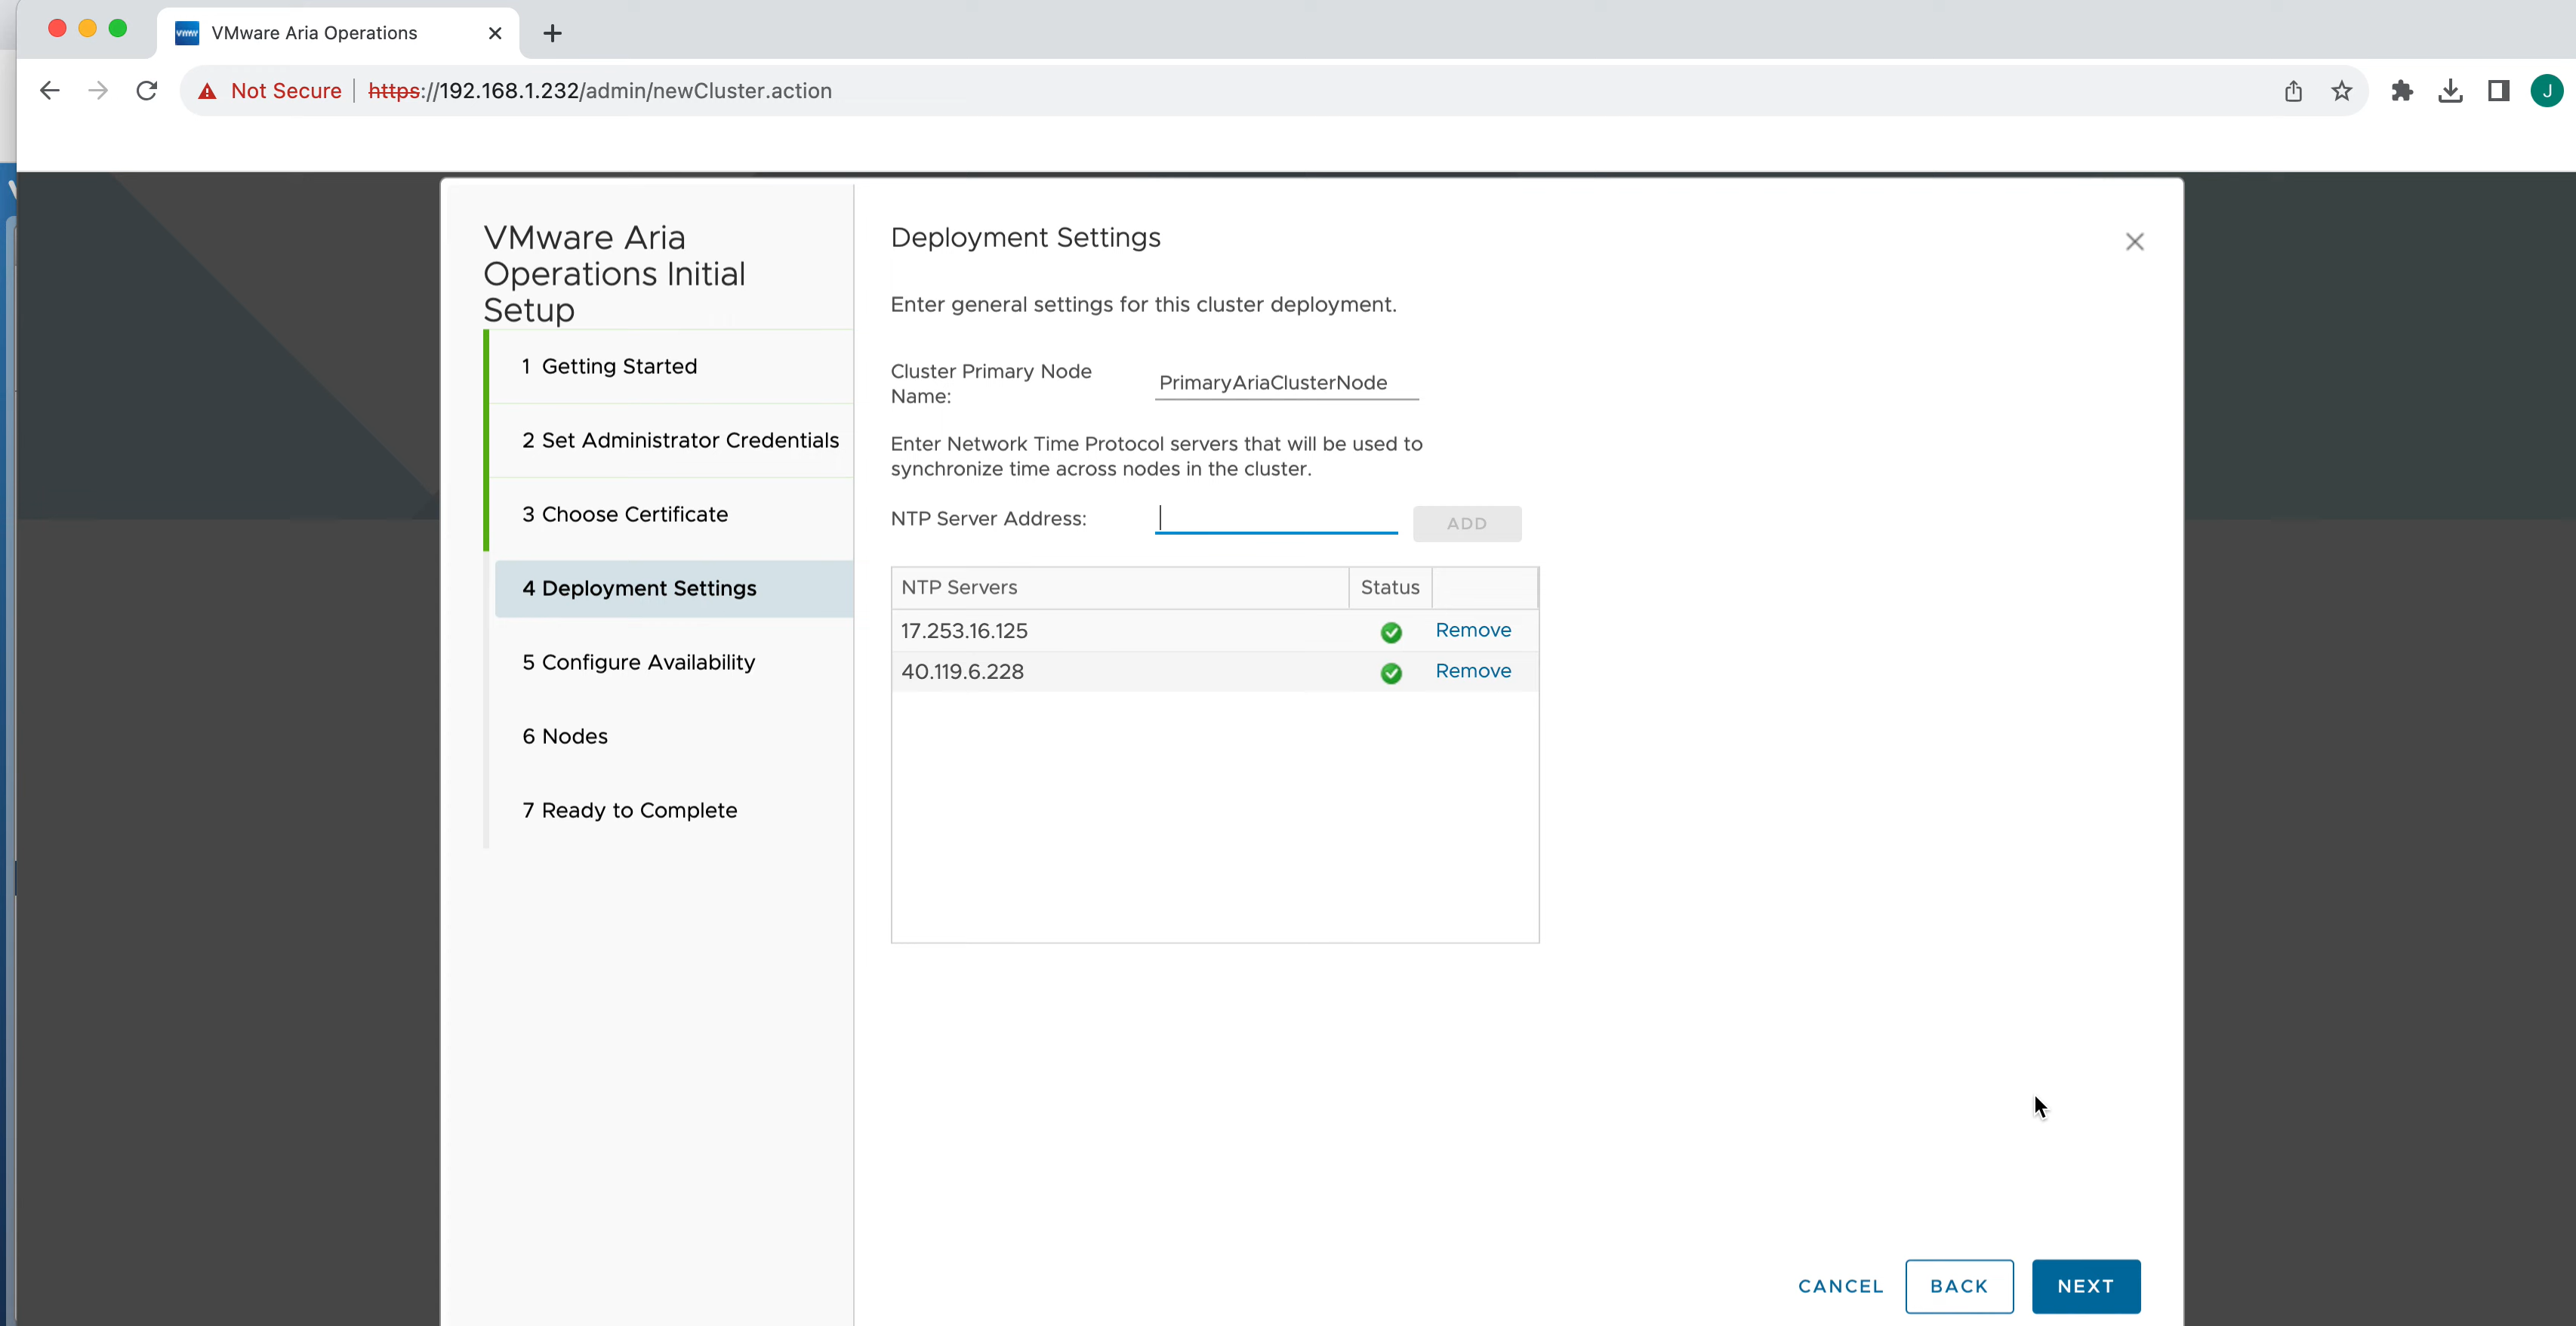 VMware Aria Operations
Not Secure
https://192.168.1.232/admin/newCluster.action
J
VMware Aria
Operations Initial
Setup
1 Getting Started
2 Set Administrator Credentials
3 Choose Certificate
4 Deployment Settings
5 Configure Availability
6 Nodes
7 Ready to Complete
Deployment Settings
Enter general settings for this cluster deployment.
Cluster Primary Node
Name:
PrimaryAriaClusterNode
Enter Network Time Protocol servers that will be used to
synchronize time across nodes in the cluster.
NTP Server Address:
ADD
NTP Servers Status
17.253.16.125 Remove
40.119.6.228 Remove
CANCEL BACK NEXT